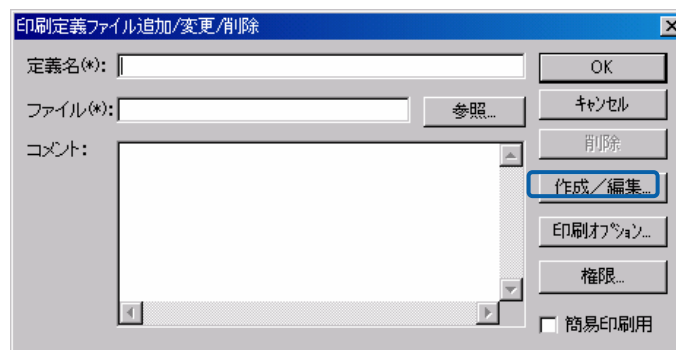 印刷定義ファイル追加/変更/削除
定義名(*):
OK
ファイル(*):
参照...
キャンセル
コメント:
削除
作成／編集...
印刷オプション...
権限...
簡易印刷用